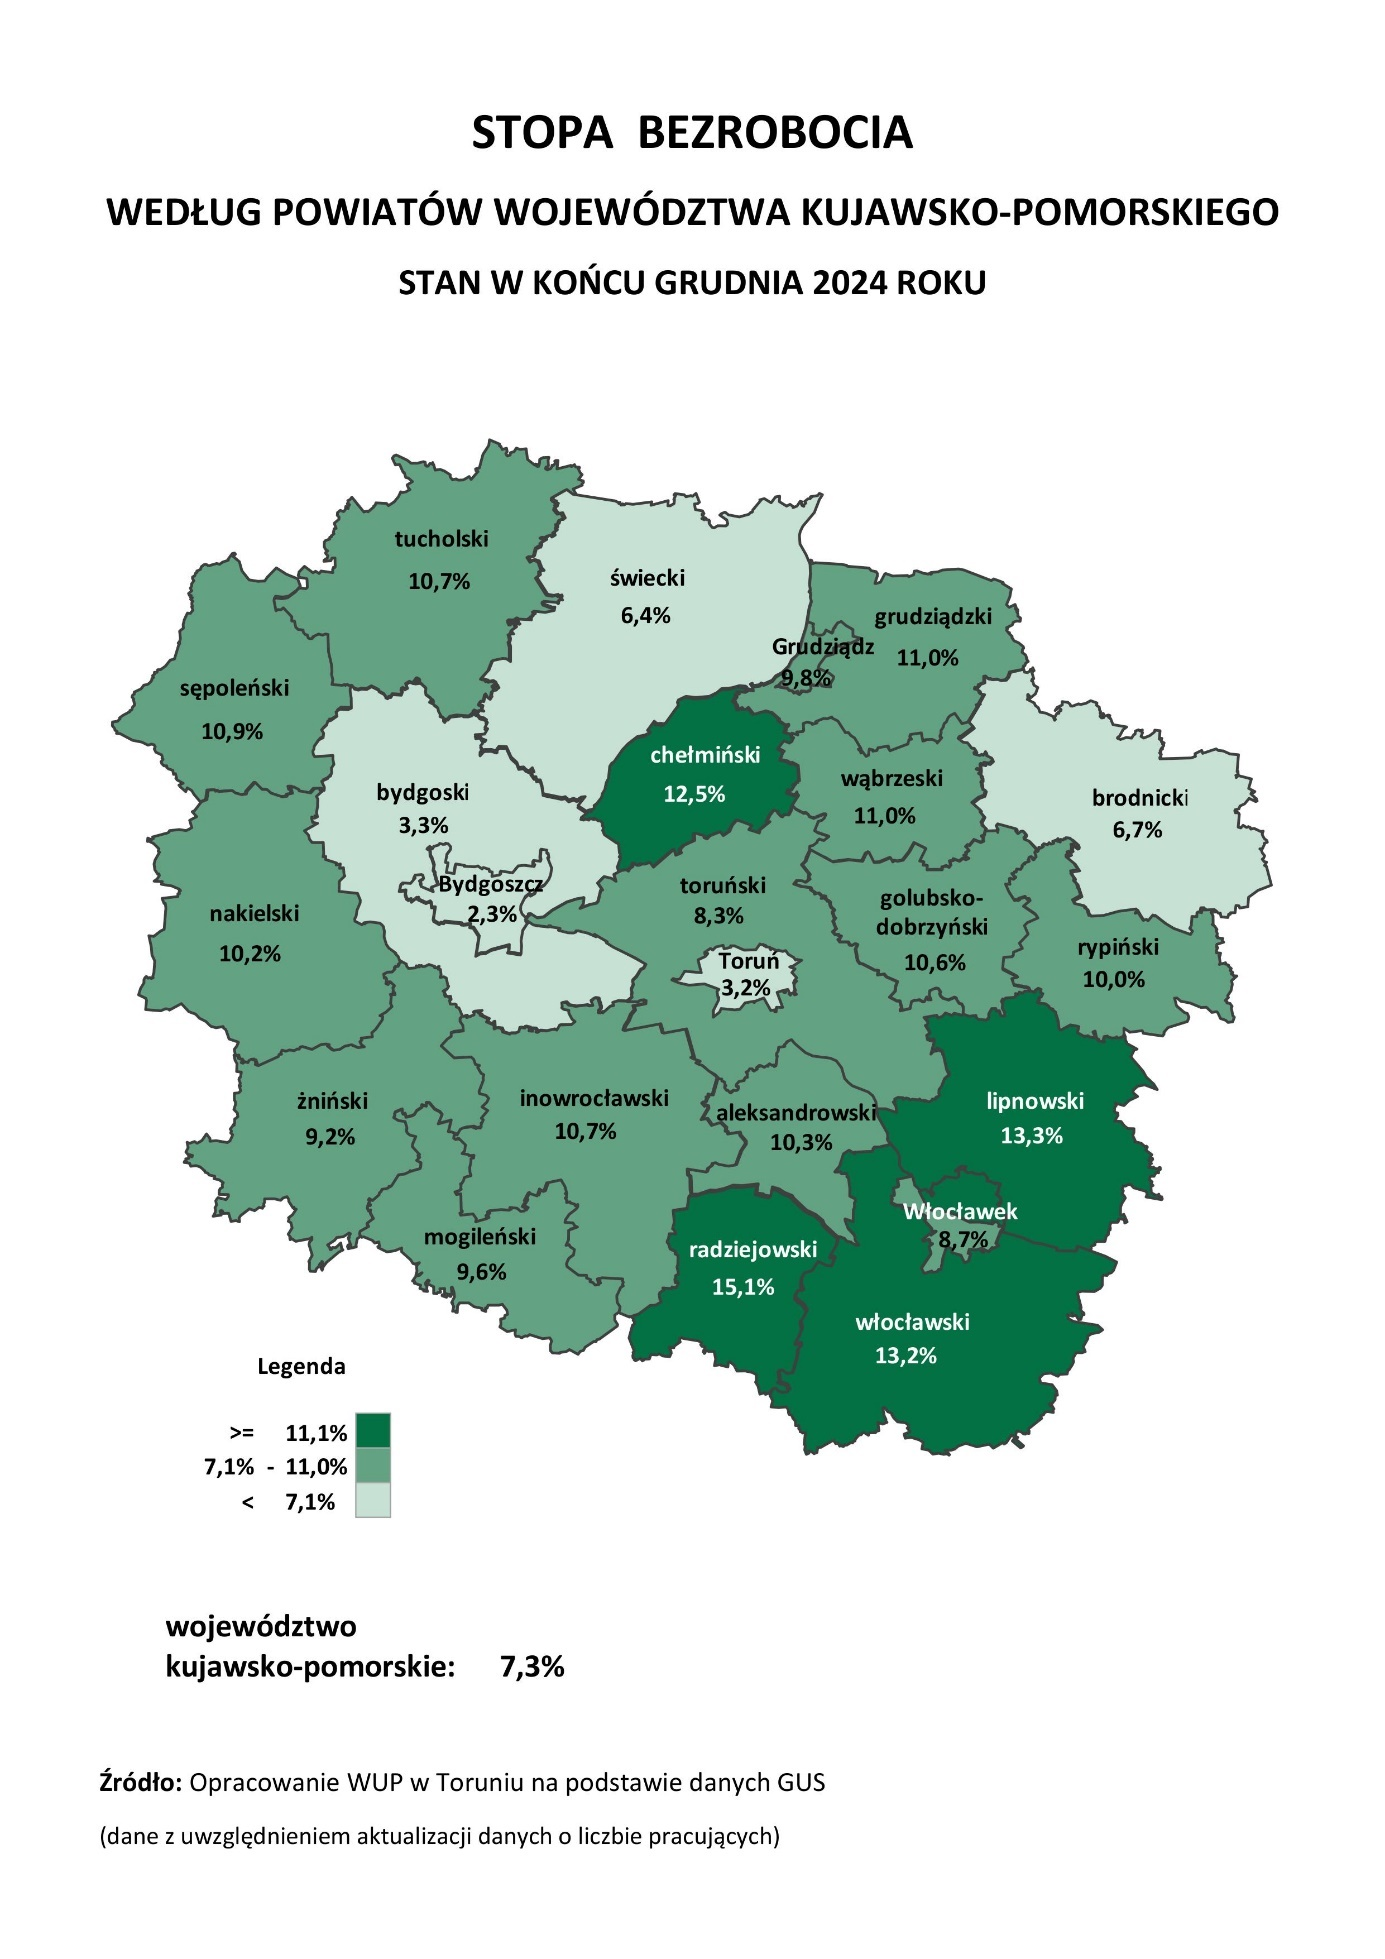 STOPA BEZROBOCIA
WEDŁUG POWIATÓW WOJEWÓDZTWA KUJAWSKO-POMORSKIEGO
STAN W KOŃCU GRUDNIA 2024 ROKU
tucholski
10,7%
świecki
6,4%
grudziądzki
11,0%
Grudziądz
9,8%
sępoleński
10,9%
chełmiński
12,5%
wąbrzeski
11,0%
brodnicki
6,7%
bydgoski
3,3%
Bydgoszcz
2,3%
toruński
8,3%
golubsko-
dobrzyński
10,6%
nakielski
10,2%
rypiński
10,0%
Toruń
3,2%
żniński
9,2%
inowrocławski
10,7%
aleksandrowski
10,3%
lipnowski
13,3%
Włocławek
8,7%
mogileński
9,6%
radziejowski
15,1%
włocławski
13,2%
Legenda
>= 11,1%
7,1% - 11,0%
< 7,1%
województwo
kujawsko-pomorskie: 7,3%
Źródło: Opracowanie WUP w Toruniu na podstawie danych GUS
(dane z uwzględnieniem aktualizacji danych o liczbie pracujących)